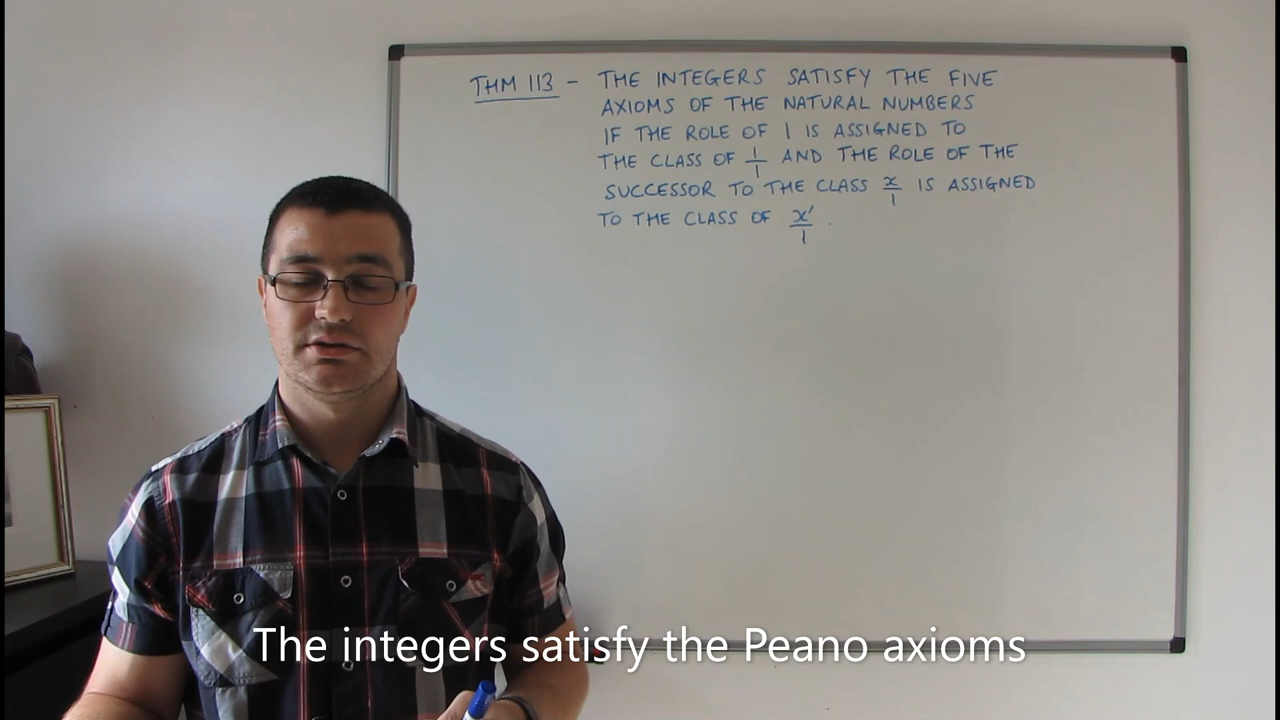 THM 113 - THE INTEGERS SATISFY THE FIVE
AXIOMS OF THE NATURAL NUMBERS
IF THE ROLE OF 1 IS ASSIGNED TO
THE CLASS OF 1/1 AND THE ROLE OF THE
SUCCESSOR TO THE CLASS x/1 IS ASSIGNED
TO THE CLASS OF x'/1 .
The integers satisfy the Peano axioms